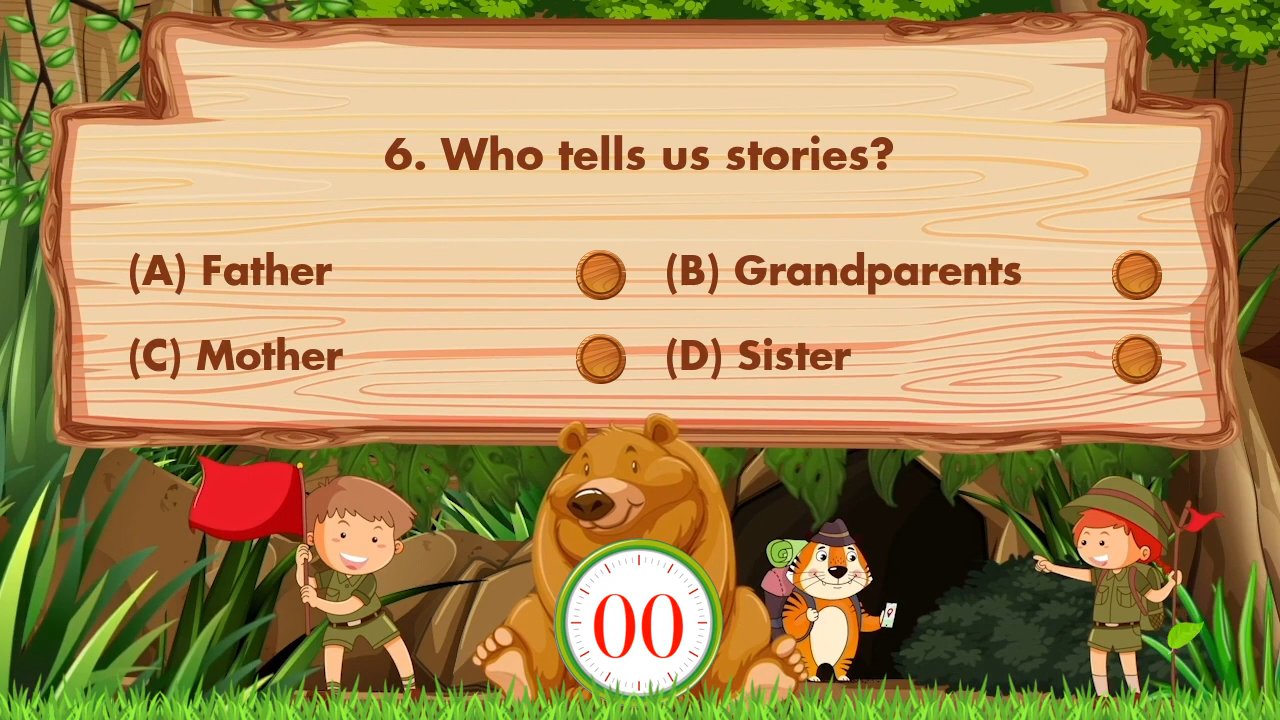 6. Who tells us stories?
(A) Father (B) Grandparents
(C) Mother (D) Sister
00